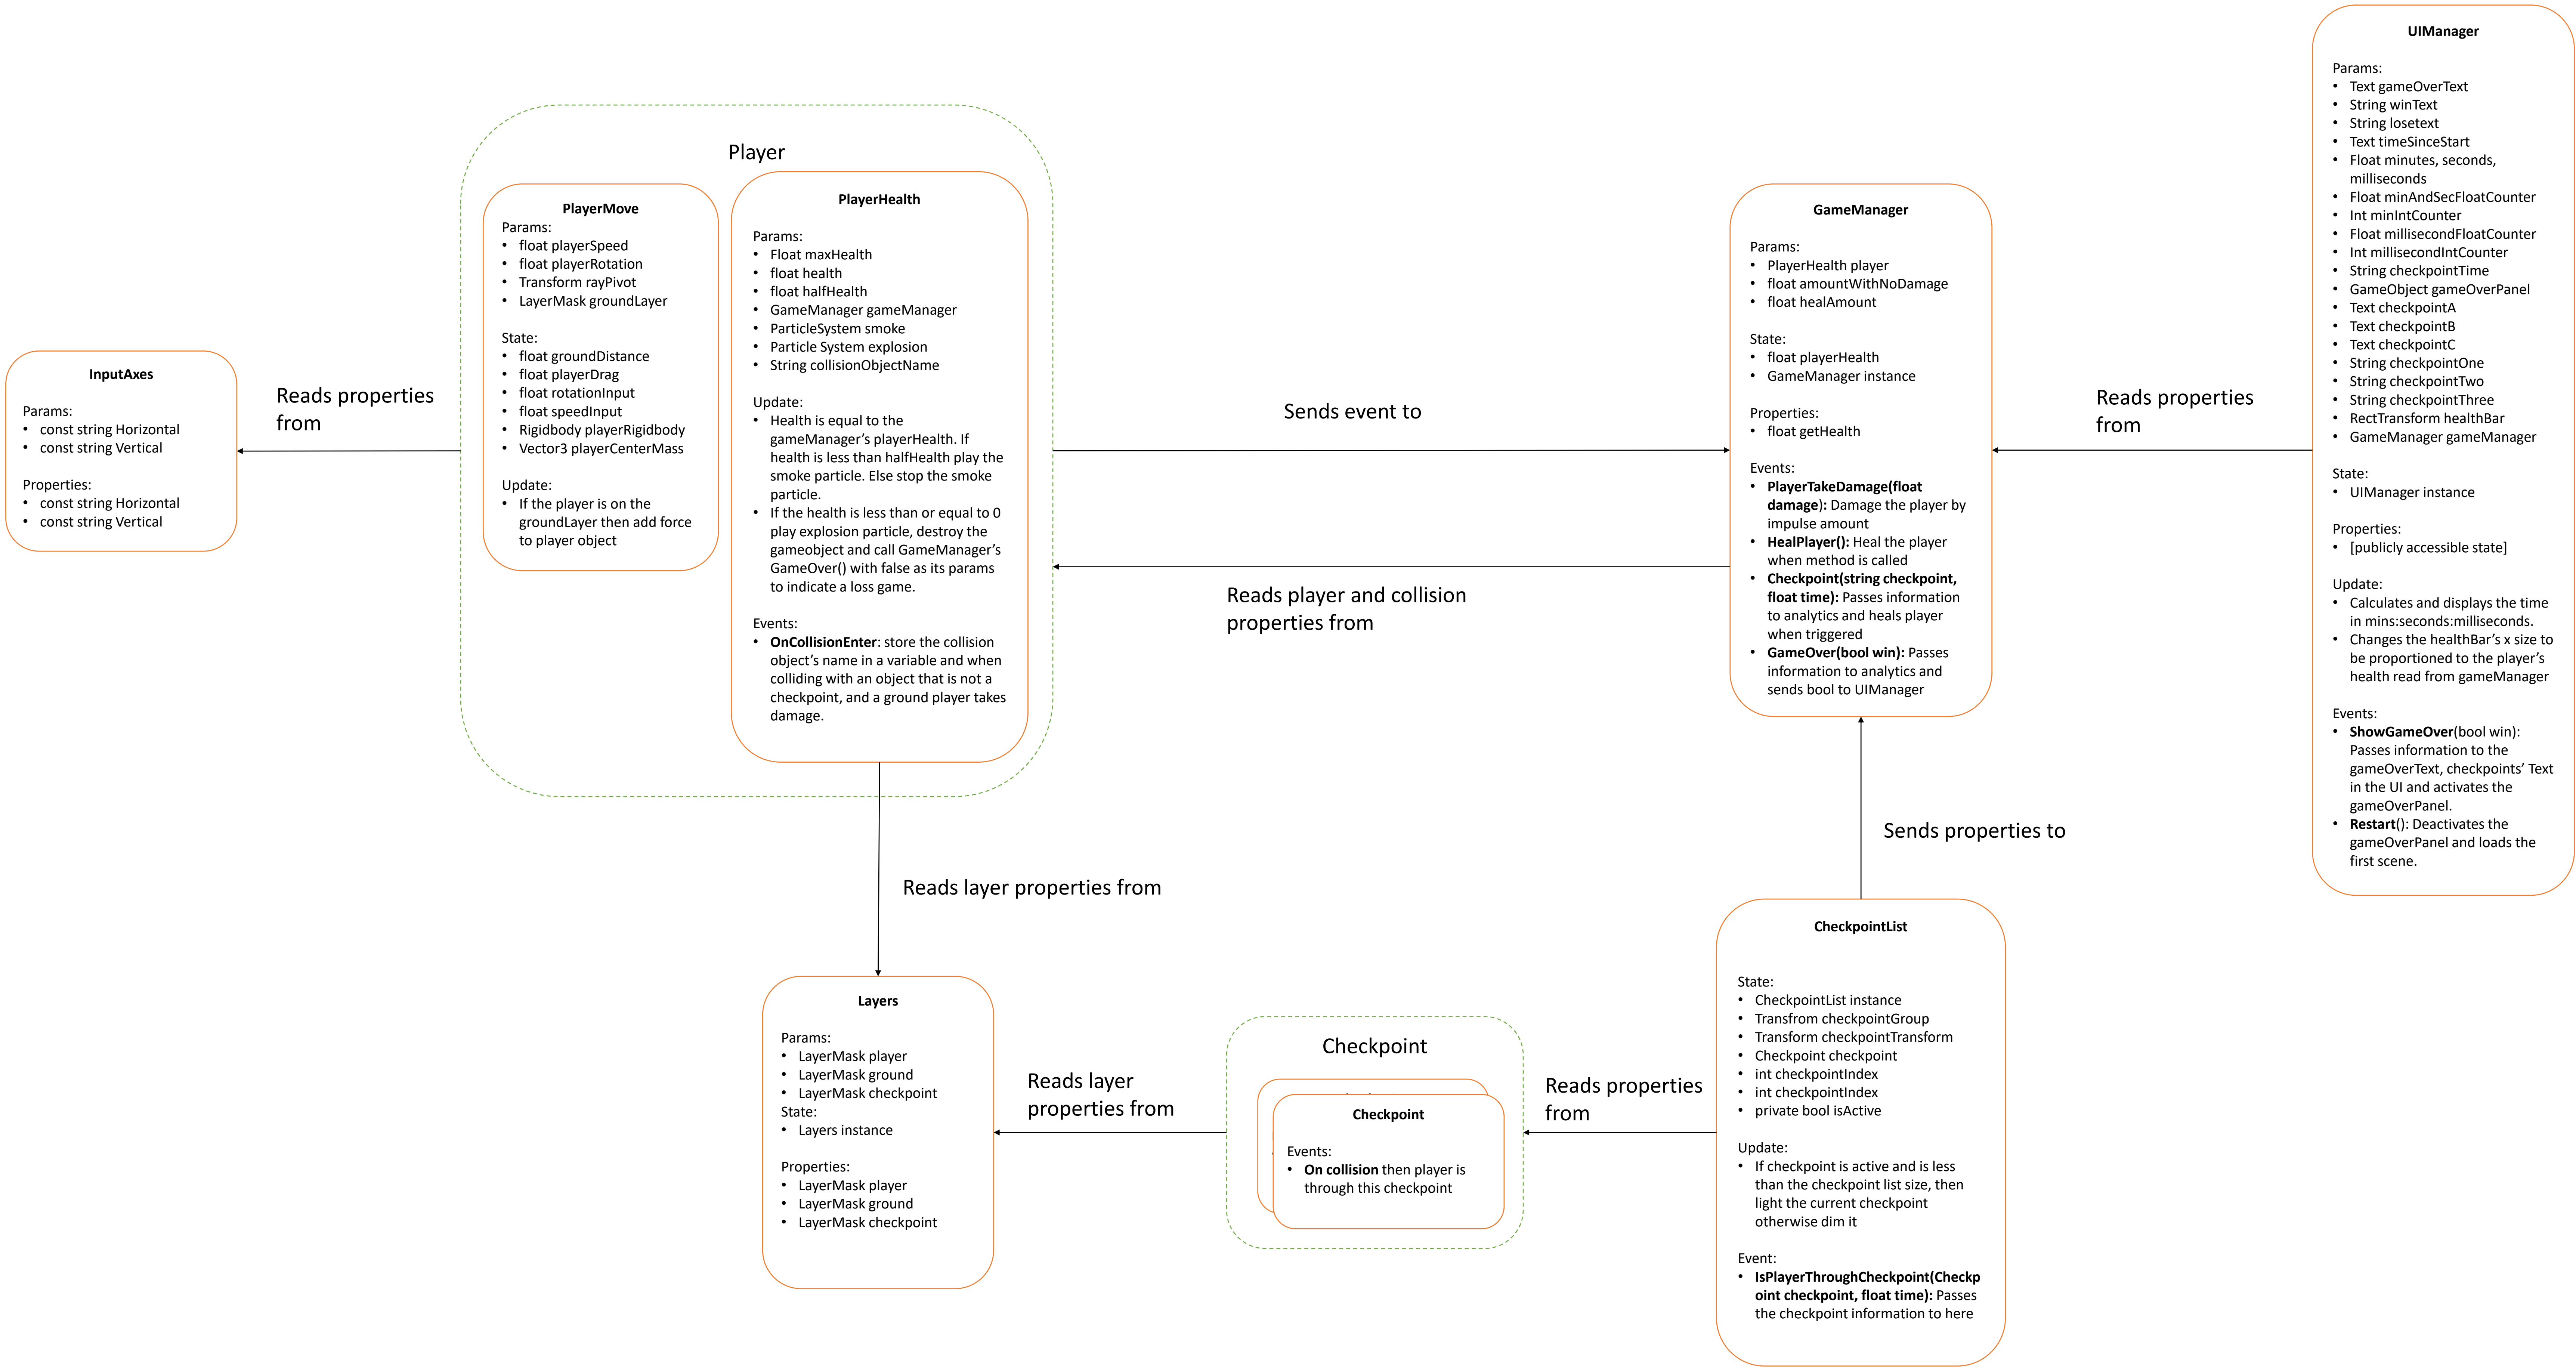 InputAxes
Params:
• const string Horizontal
• const string Vertical
Properties:
• const string Horizontal
• const string Vertical
Reads properties
from
Player
PlayerMove
Params:
• float playerSpeed
• float playerRotation
• Transform rayPivot
• LayerMask groundLayer
State:
• float groundDistance
• float playerDrag
• float rotationInput
• float speedInput
• Rigidbody playerRigidbody
• Vector3 playerCenterMass
Update:
• If the player is on the
groundLayer then add force
to player object
PlayerHealth
Params:
• Float maxHealth
• float health
• float halfHealth
• GameManager gameManager
• ParticleSystem smoke
• Particle System explosion
• String collisionObjectName
Update:
• Health is equal to the
gameManager’s playerHealth. If
health is less than halfHealth play the
smoke particle. Else stop the smoke
particle.
• If the health is less than or equal to 0
play explosion particle, destroy the
gameobject and call GameManager’s
GameOver() with false as its params
to indicate a loss game.
Events:
• OnCollisionEnter: store the collision
object’s name in a variable and when
colliding with an object that is not a
checkpoint, and a ground player takes
damage.
Sends event to
Reads player and collision
properties from
GameManager
Params:
• PlayerHealth player
• float amountWithNoDamage
• float healAmount
State:
• float playerHealth
• GameManager instance
Properties:
• float getHealth
Events:
• PlayerTakeDamage(float
damage): Damage the player by
impulse amount
• HealPlayer(): Heal the player
when method is called
• Checkpoint(string checkpoint,
float time): Passes information
to analytics and heals player
when triggered
• GameOver(bool win): Passes
information to analytics and
sends bool to UIManager
Reads properties
from
UIManager
Params:
• Text gameOverText
• String winText
• String losetext
• Text timeSinceStart
• Float minutes, seconds,
milliseconds
• Float minAndSecFloatCounter
• Int minIntCounter
• Float millisecondFloatCounter
• Int millisecondIntCounter
• String checkpointTime
• GameObject gameOverPanel
• Text checkpointA
• Text checkpointB
• Text checkpointC
• String checkpointOne
• String checkpointTwo
• String checkpointThree
• RectTransform healthBar
• GameManager gameManager
State:
• UIManager instance
Properties:
• [publicly accessible state]
Update:
• Calculates and displays the time
in mins:seconds:milliseconds.
• Changes the healthBar’s x size to
be proportioned to the player’s
health read from gameManager
Events:
• ShowGameOver(bool win):
Passes information to the
gameOverText, checkpoints’ Text
in the UI and activates the
gameOverPanel.
• Restart(): Deactivates the
gameOverPanel and loads the
first scene.
Reads layer properties from
Sends properties to
Layers
Params:
• LayerMask player
• LayerMask ground
• LayerMask checkpoint
State:
• Layers instance
Properties:
• LayerMask player
• LayerMask ground
• LayerMask checkpoint
Reads layer
properties from
Checkpoint
Checkpoint
Events:
• On collision then player is
through this checkpoint
Reads properties
from
CheckpointList
State:
• CheckpointList instance
• Transfrom checkpointGroup
• Transform checkpointTransform
• Checkpoint checkpoint
• int checkpointIndex
• int checkpointIndex
• private bool isActive
Update:
• If checkpoint is active and is less
than the checkpoint list size, then
light the current checkpoint
otherwise dim it
Event:
• IsPlayerThroughCheckpoint(Checkp
oint checkpoint, float time): Passes
the checkpoint information to here